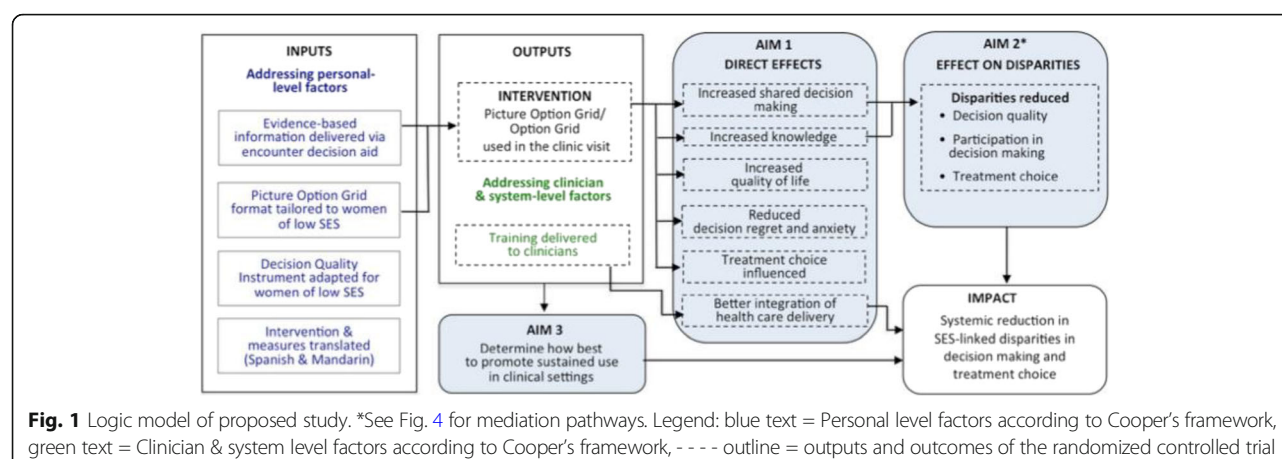 INPUTS
Addressing personal-
level factors
Evidence-based
information delivered via
encounter decision aid
Picture Option Grid
format tailored to women
of low SES
Decision Quality
Instrument adapted for
women of low SES
Intervention &
measures translated
(Spanish & Mandarin)
OUTPUTS
INTERVENTION
Picture Option Grid/
Option Grid
used in the clinic visit
Addressing clinician
& system-level factors
Training delivered
to clinicians
AIM 3
Determine how best
to promote sustained use
in clinical settings
AIM 1
DIRECT EFFECTS
Increased shared decision
making
Increased knowledge
Increased
quality of life
Reduced
decision regret and anxiety
Treatment choice
influenced
Better integration of
health care delivery
AIM 2*
EFFECT ON DISPARITIES
Disparities reduced
• Decision quality
• Participation in
decision making
• Treatment choice
IMPACT
Systemic reduction in
SES-linked disparities in
decision making and
treatment choice
Fig. 1 Logic model of proposed study. *See Fig. 4 for mediation pathways. Legend: blue text = Personal level factors according to Cooper's framework,
green text = Clinician & system level factors according to Cooper's framework, - - - - outline = outputs and outcomes of the randomized controlled trial